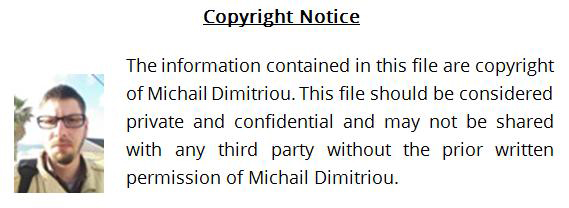 Copyright Notice
The information contained in this file are copyright
of Michail Dimitriou. This file should be considered
private and confidential and may not be shared
with any third party without the prior written
permission of Michail Dimitriou.